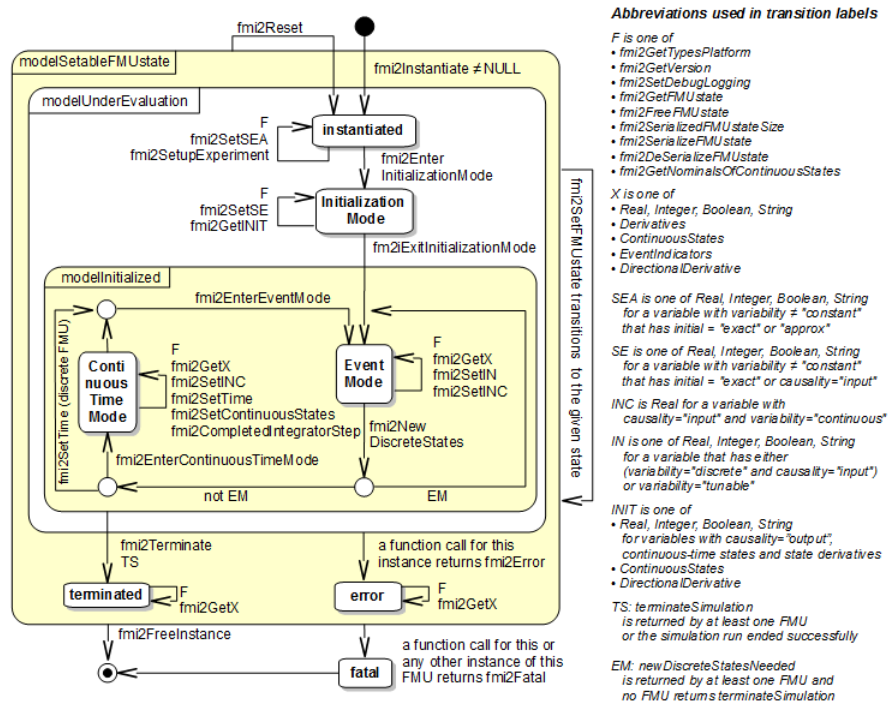 fmi2Reset
modelSetableFMUstate
fmi2Instantiate ≠ NULL
modelUnderEvaluation
F
fmi2SetSEA
fmi2SetupExperiment
instantiated
fmi2Enter
InitializationMode
F
fmi2SetSE
fmi2GetINIT
Initialization
Mode
fm2iExitInitializationMode
modelInitialized
fmi2EnterEventMode
fmi2SetTime (discrete FMU)
Conti
nuous
Time
Mode
F
fmi2GetX
fmi2SetINC
fmi2SetTime
fmi2SetContinuousStates
fmi2CompletedIntegratorStep
Event
Mode
F
fmi2GetX
fmi2SetIN
fmi2SetINC
fmi2New
DiscreteStates
fmi2EnterContinuousTimeMode
not EM
EM
fmi2SetFMUstate transitions to the given state
fmi2Terminate
TS
a function call for this
instance returns fmi2Error
terminated
F
fmi2GetX
error
F
fmi2GetX
fmi2FreeInstance
a function call for this or
any other instance of this
FMU returns fmi2Fatal
fatal
Abbreviations used in transition labels
F is one of
• fmi2GetTypesPlatform
• fmi2GetVersion
• fmi2SetDebugLogging
• fmi2GetFMUstate
• fmi2FreeFMUstate
• fmi2SerializedFMUstateSize
• fmi2SerializeFMUstate
• fmi2DeSerializeFMUstate
• fmi2GetNominalsOfContinuousStates
X is one of
• Real, Integer, Boolean, String
• Derivatives
• ContinuousStates
• EventIndicators
• DirectionalDerivative
SEA is one of Real, Integer, Boolean, String
for a variable with variability ≠ "constant"
that has initial = "exact" or "approx"
SE is one of Real, Integer, Boolean, String
for a variable with variability ≠ "constant"
that has initial = "exact" or causality="input"
INC is Real for a variable with
causality="input" and variability="continuous"
IN is one of Real, Integer, Boolean, String
for a variable that has either
(variability="discrete" and causality="input")
or variability="tunable"
INIT is one of
• Real, Integer, Boolean, String
for variables with causality="output",
continuous-time states and state derivatives
• ContinuousStates
• DirectionalDerivative
TS: terminateSimulation
is returned by at least one FMU
or the simulation run ended successfully
EM: newDiscreteStatesNeeded
is returned by at least one FMU and
no FMU returns terminateSimulation